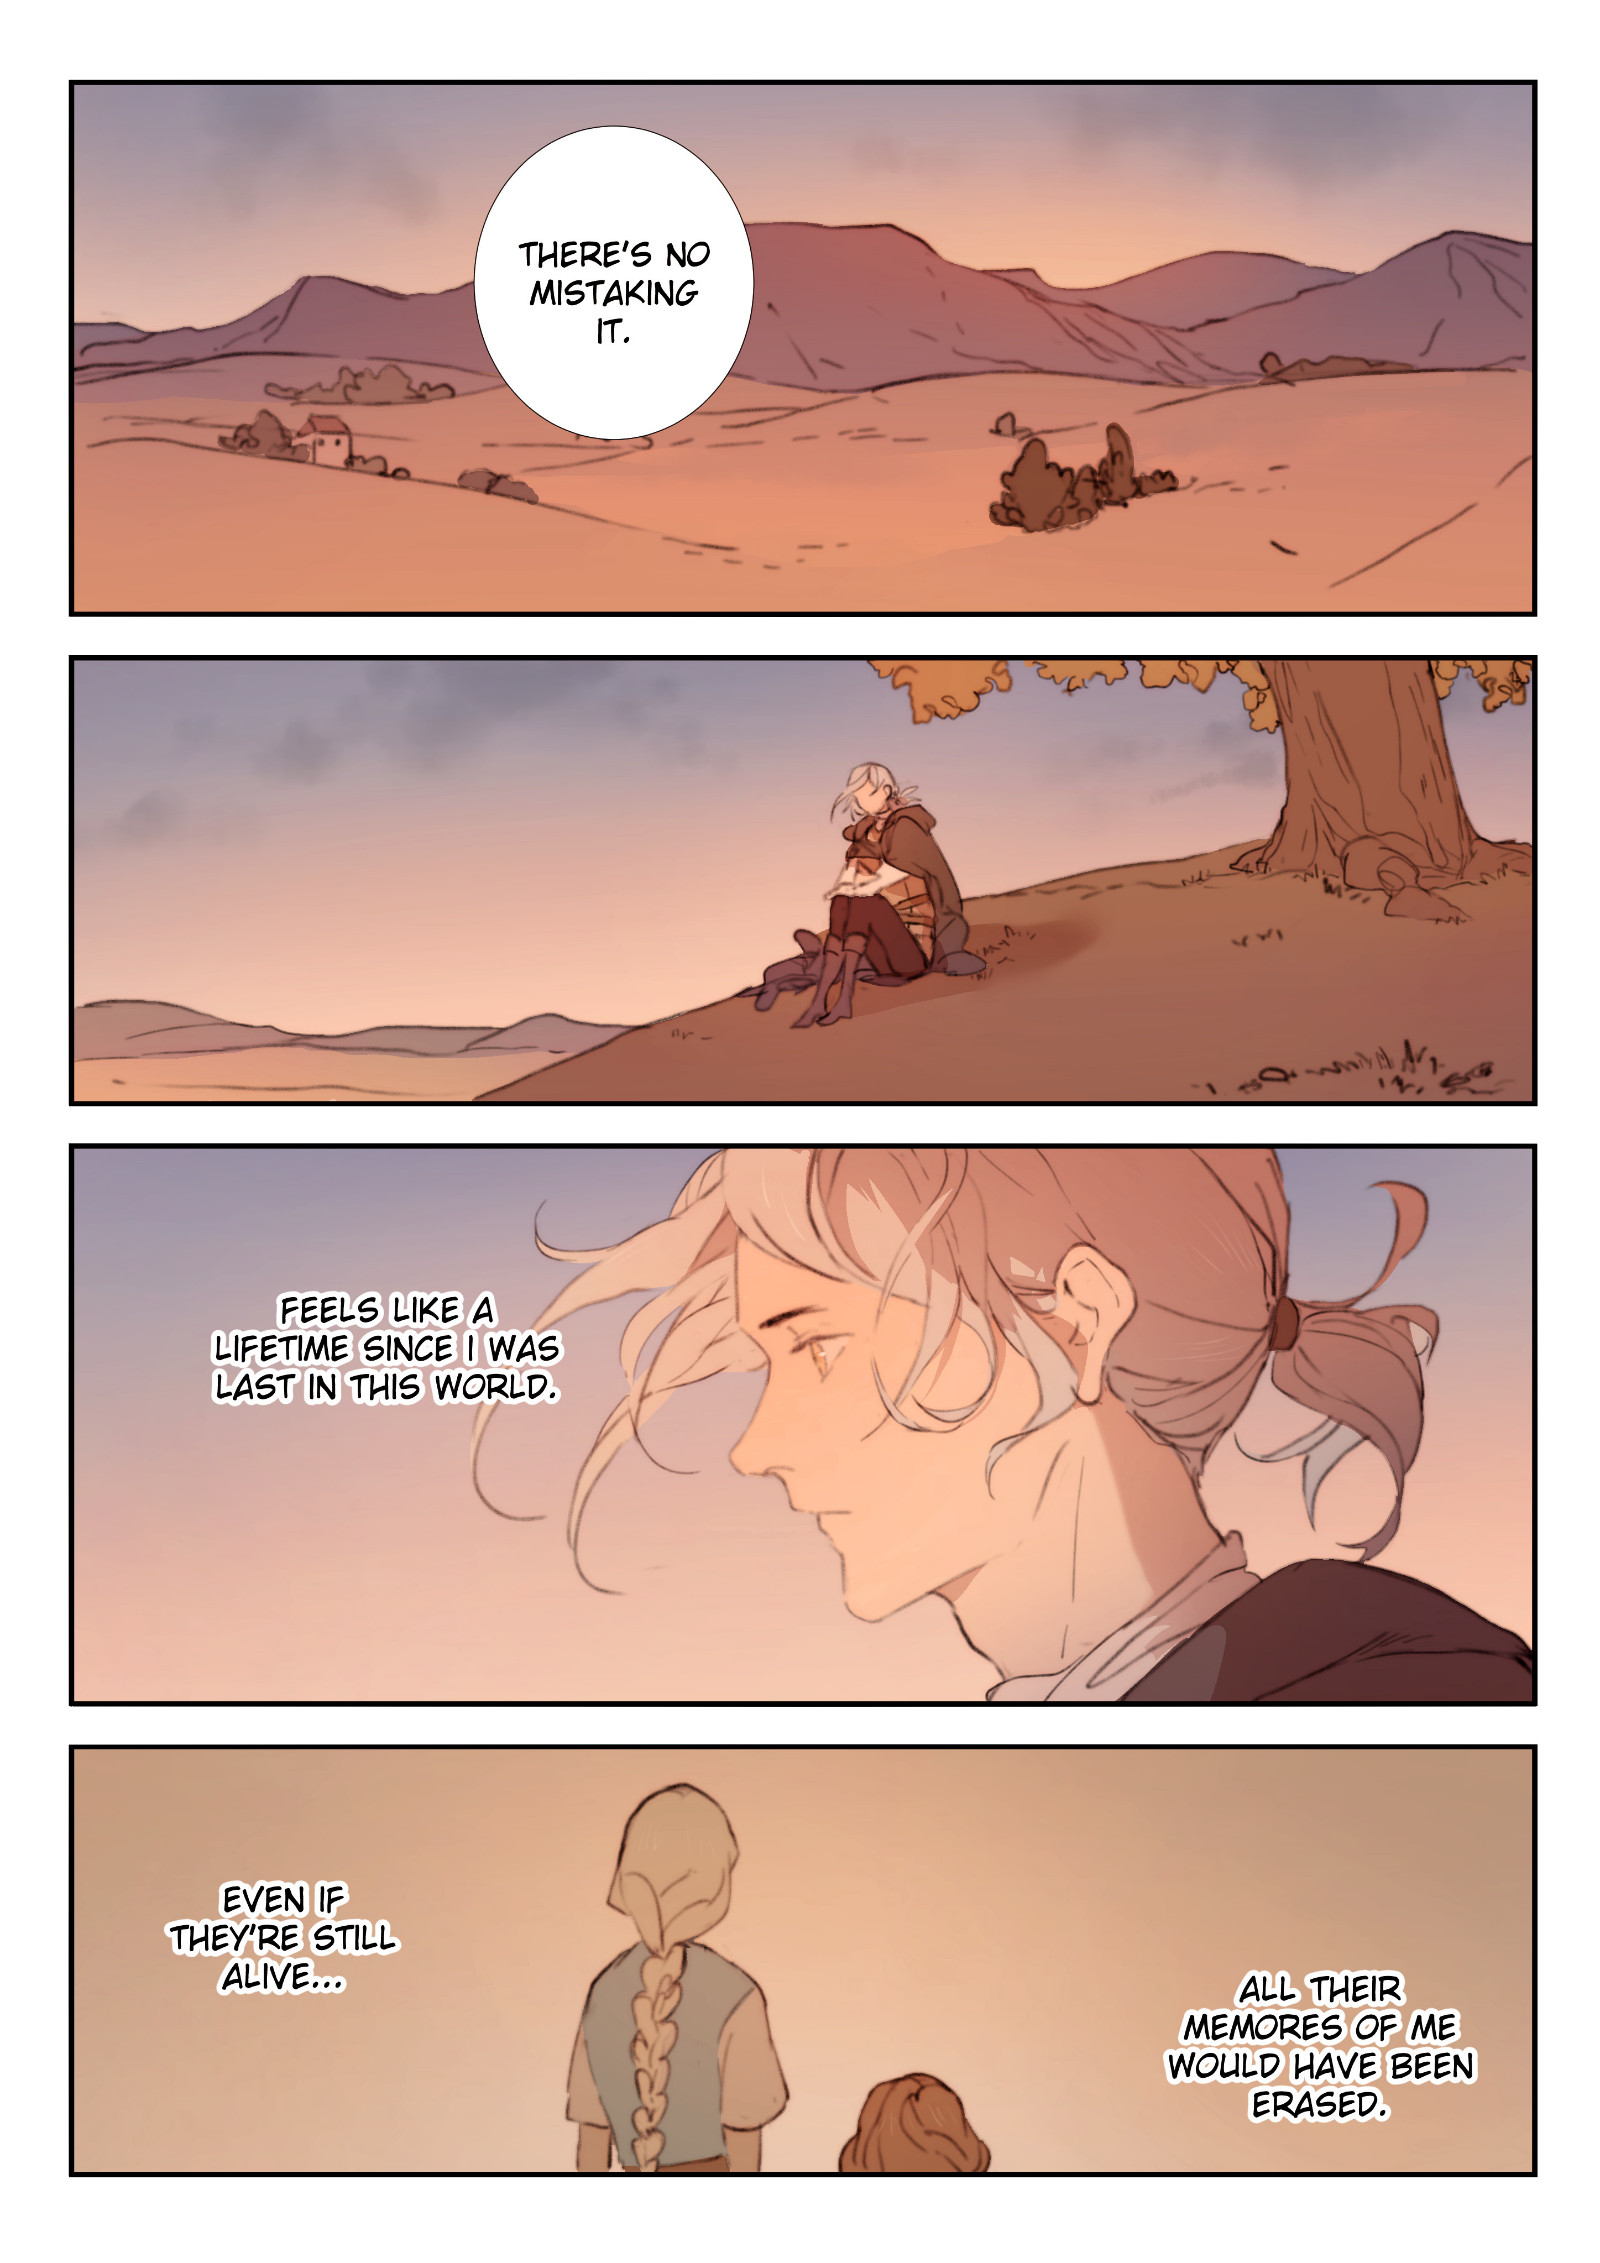 THERE'S NO
MISTAKING
IT.
FEELS LIKE A
LIFETIME SINCE I WAS
LAST IN THIS WORLD.
EVEN IF
THEY'RE STILL
ALIVE...
ALL THEIR
MEMORES OF ME
WOULD HAVE BEEN
ERASED.